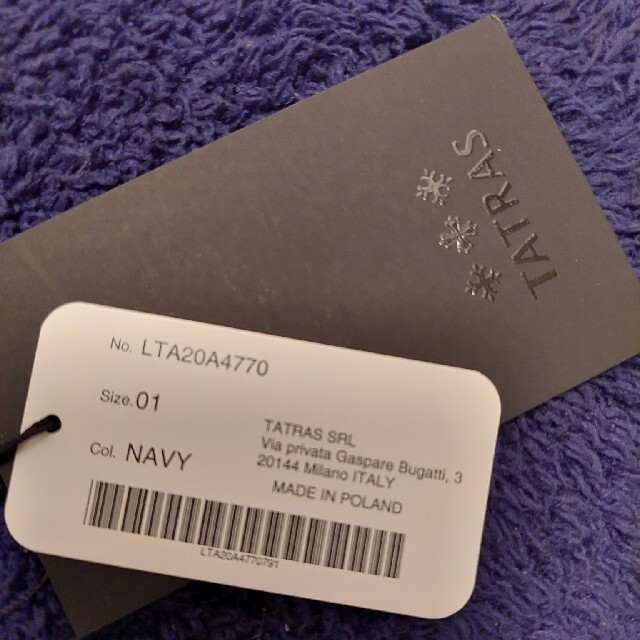 TATRAS
No. LTA20A4770
Size. 01
Col. NAVY
TATRAS SRL
Via privata Gaspare Bugatti, 3
20144 Milano ITALY
MADE IN POLAND
LTA20A4770791